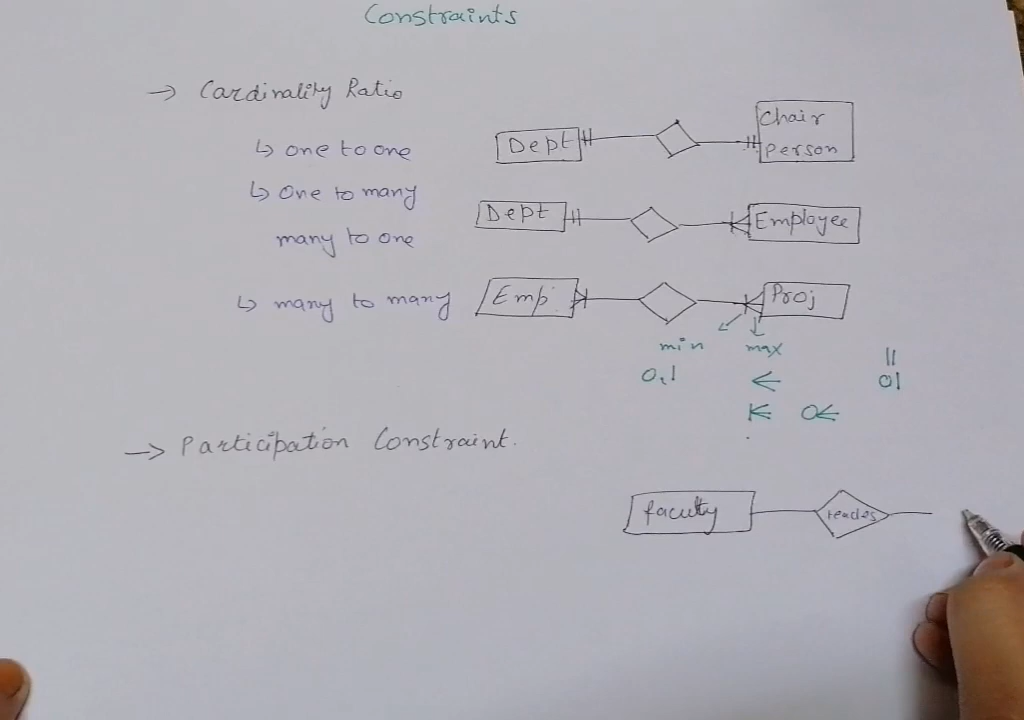 Constraints
→ Cardinality Ratio
↳ one to one
Dept
Chair
Person
↳ one to many
Dept
Employee
many to one
↳ many to many
Emp
Proj
min max
0,1
||
01
→ Participation Constraint.
faculty